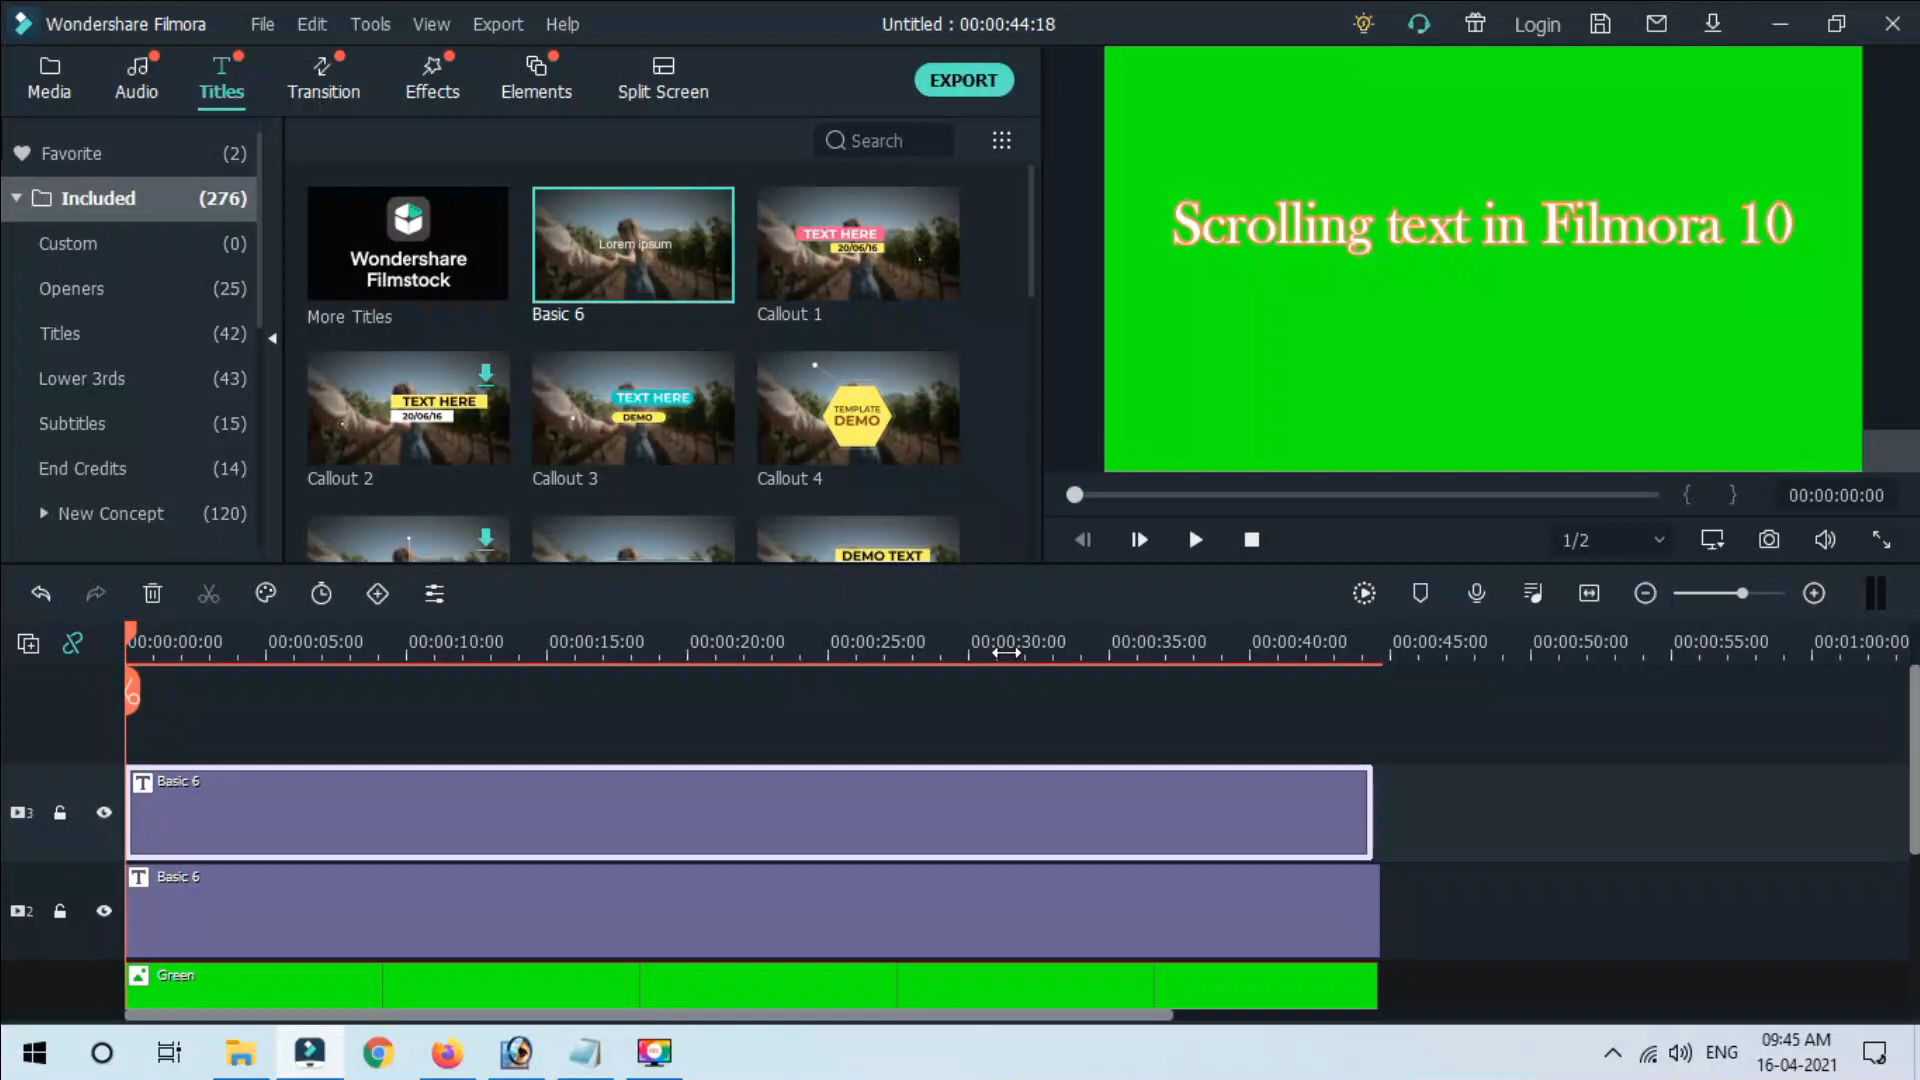 Wondershare Filmora File Edit Tools View Export Help Untitled : 00:00:44:18 Login
Media Audio Titles Transition Effects Elements Split Screen EXPORT
Search
Favorite (2)
Included (276)
Custom (0)
Openers (25)
Titles (42)
Lower 3rds (43)
Subtitles (15)
End Credits (14)
New Concept (120)
Wondershare
Filmstock
More Titles
Lorem ipsum
Basic 6
TEXT HERE
20/06/16
Callout 1
TEXT HERE
20/06/16
Callout 2
TEXT HERE
DEMO
Callout 3
TEMPLATE
DEMO
Callout 4
DEMO TEXT
Scrolling text in Filmora 10
{ } 00:00:00:00
1/2
00:00:00:00 00:00:05:00 00:00:10:00 00:00:15:00 00:00:20:00 00:00:25:00 00:00:30:00 00:00:35:00 00:00:40:00 00:00:45:00 00:00:50:00 00:00:55:00 00:01:00:00
T Basic 6
3
T Basic 6
2
Green
ENG
09:45 AM
16-04-2021